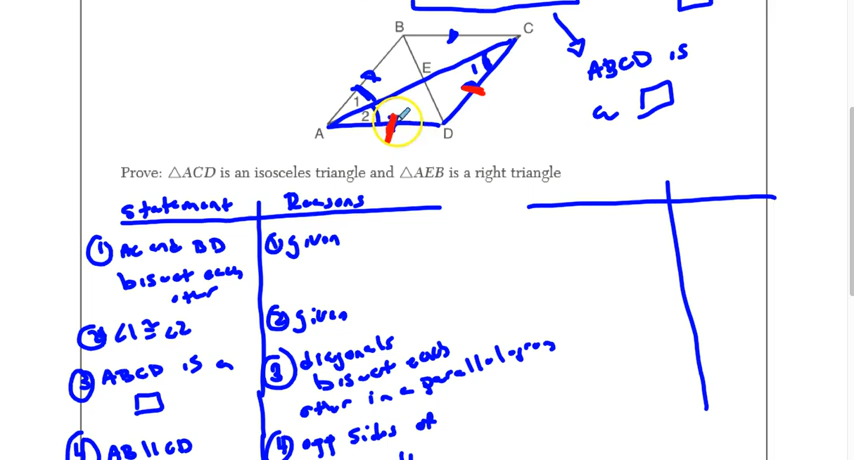 B
C
ABCD is
a
E
1
1
2
A
D
Prove: △ACD is an isosceles triangle and △AEB is a right triangle
Statement
Reasons
① AC and BD
bisect each
other
① given
② ∠1 ≅ ∠2
② given
③ ABCD is a
③ diagonals
bisect each
other in a parallelogram
④ AB || CD
④ opp sides of